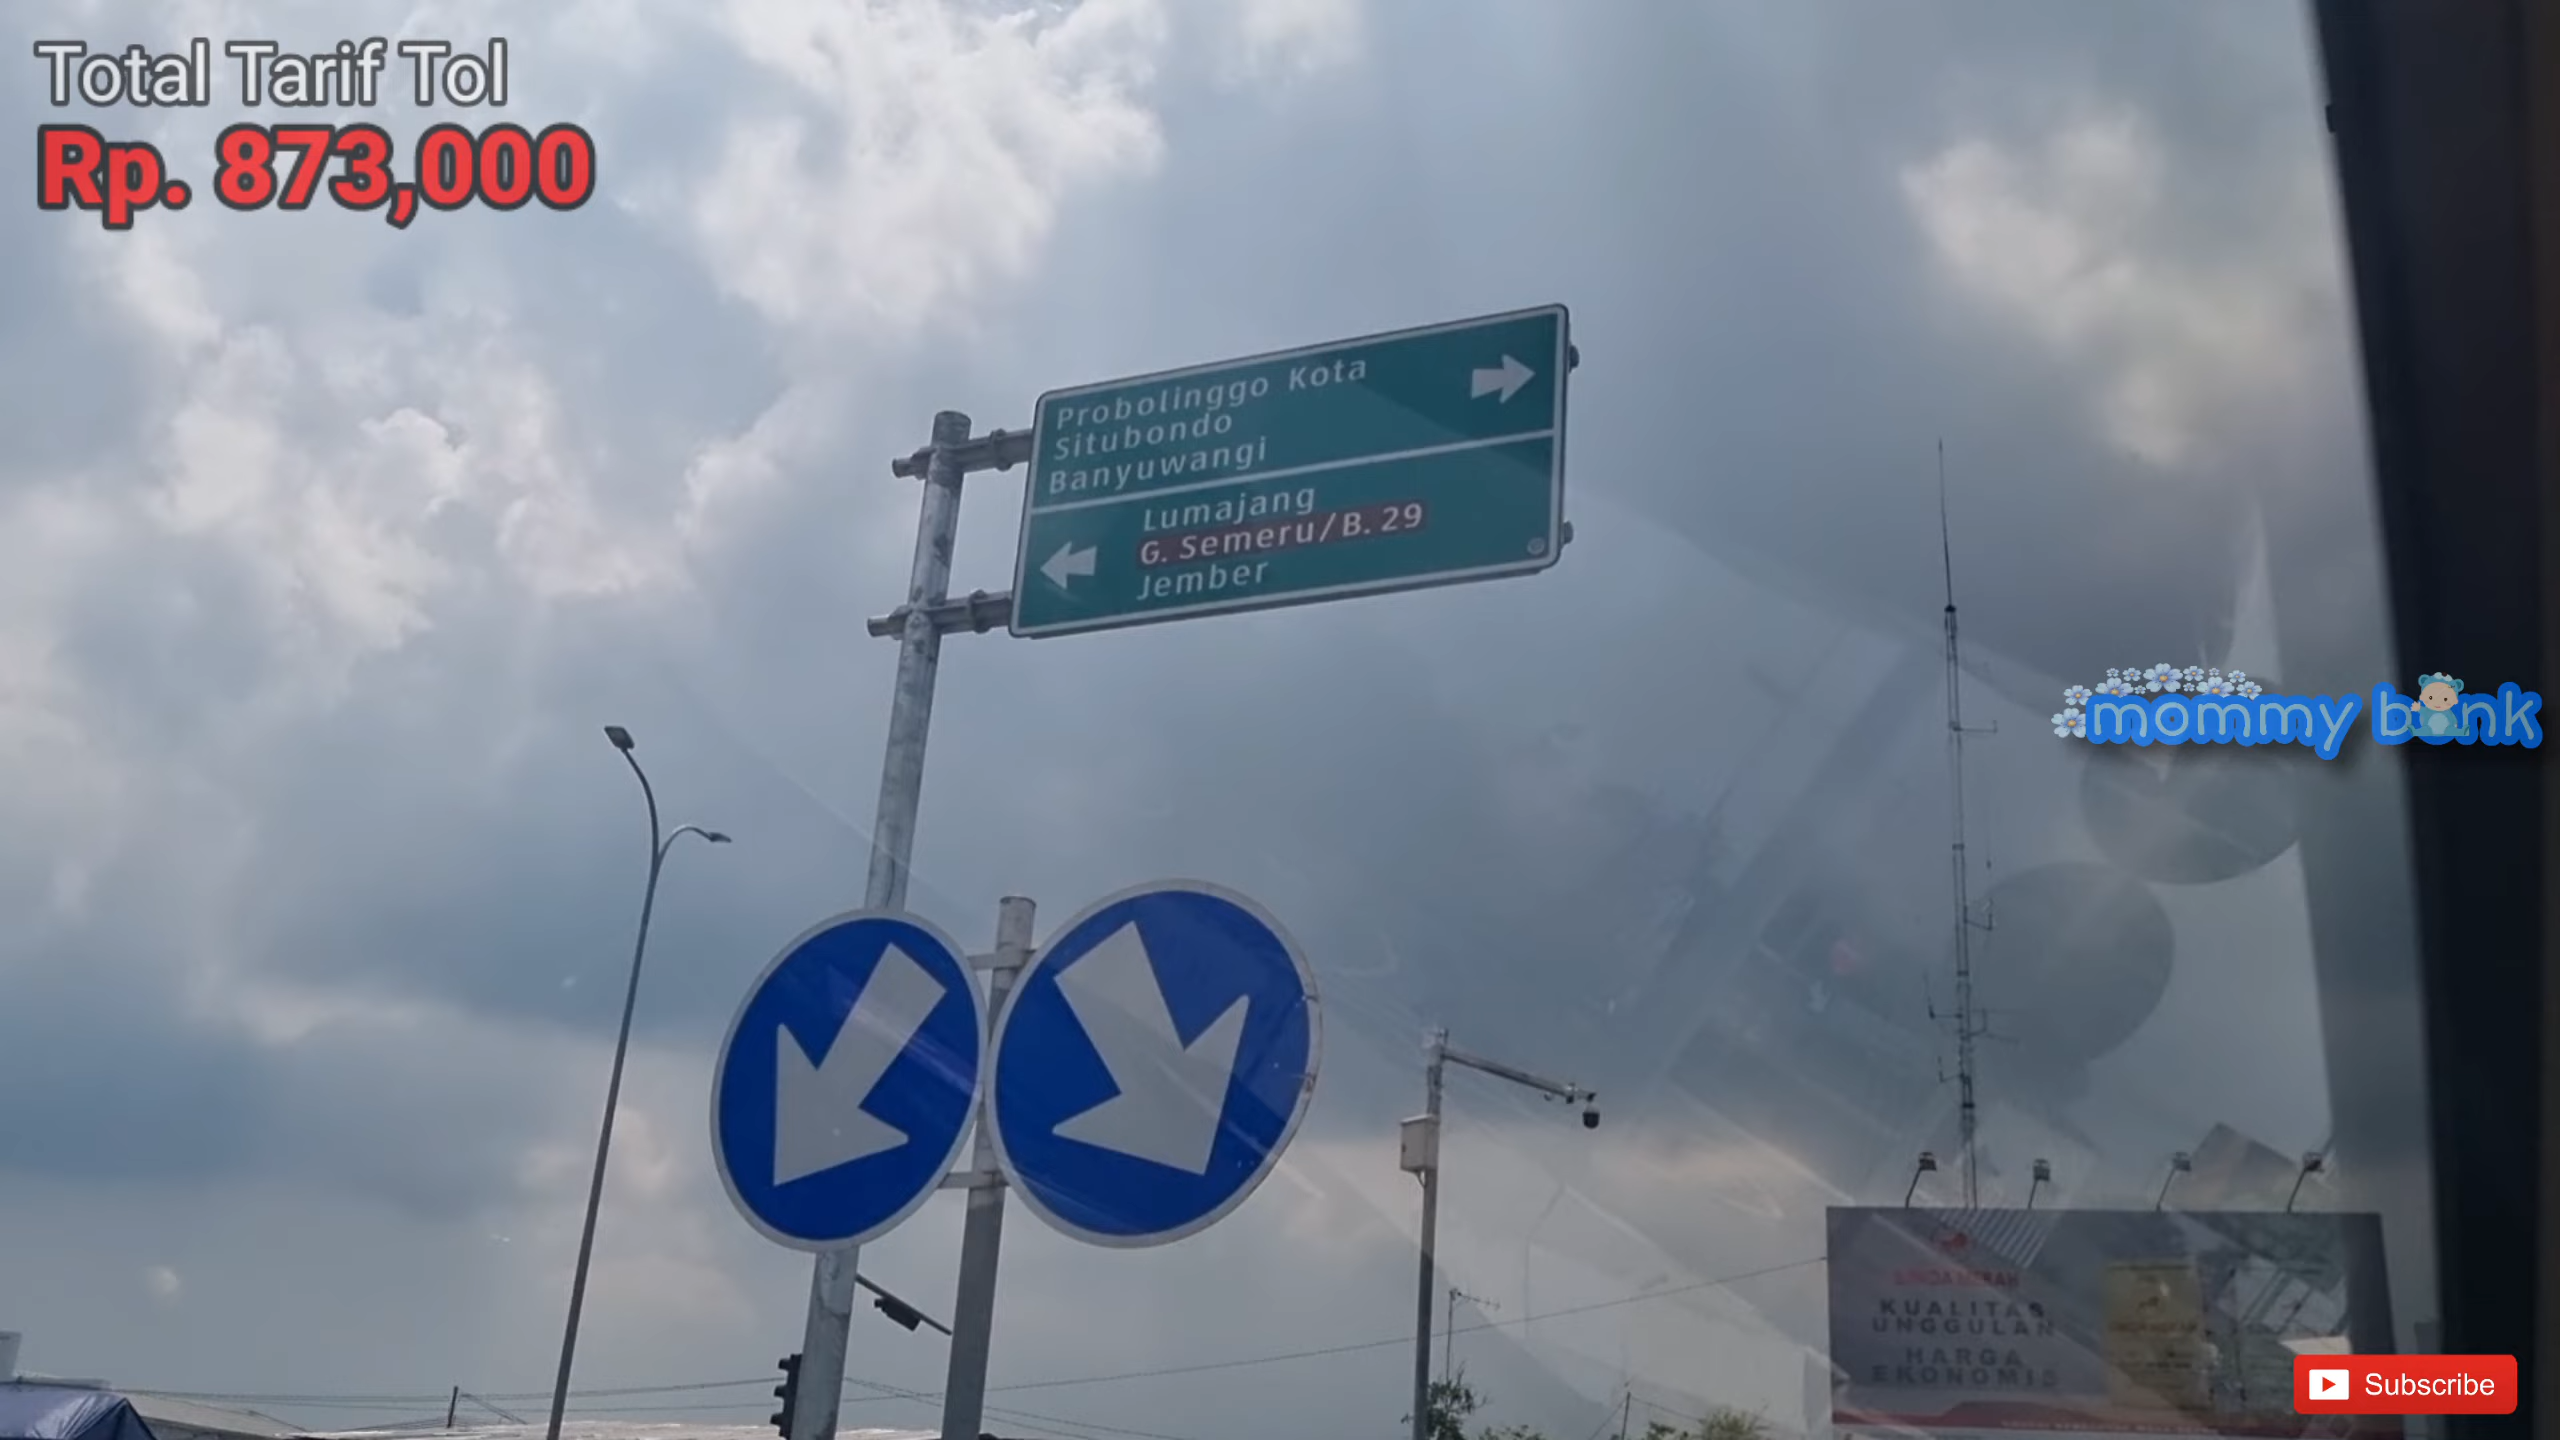 Total Tarif Tol
Rp. 873,000
Probolinggo Kota
Situbondo
Banyuwangi
Lumajang
G. Semeru/B. 29
Jember
mommy bonk
KUALITAS
UNGGULAN
HARGA
EKONOMIS
Subscribe